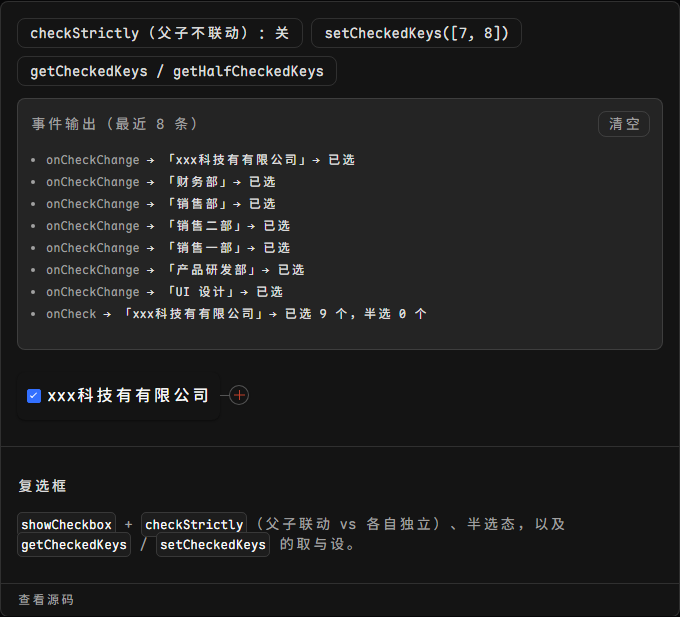 checkStrictly（父子不联动）：关 setCheckedKeys([7, 8])
getCheckedKeys / getHalfCheckedKeys
事件输出（最近 8 条） 清空
• onCheckChange → 「xxx科技有有限公司」→ 已选
• onCheckChange → 「财务部」→ 已选
• onCheckChange → 「销售部」→ 已选
• onCheckChange → 「销售二部」→ 已选
• onCheckChange → 「销售一部」→ 已选
• onCheckChange → 「产品研发部」→ 已选
• onCheckChange → 「UI 设计」→ 已选
• onCheck → 「xxx科技有有限公司」→ 已选 9 个，半选 0 个
xxx科技有有限公司
复选框
showCheckbox + checkStrictly（父子联动 vs 各自独立）、半选态，以及
getCheckedKeys / setCheckedKeys 的取与设。
查看源码